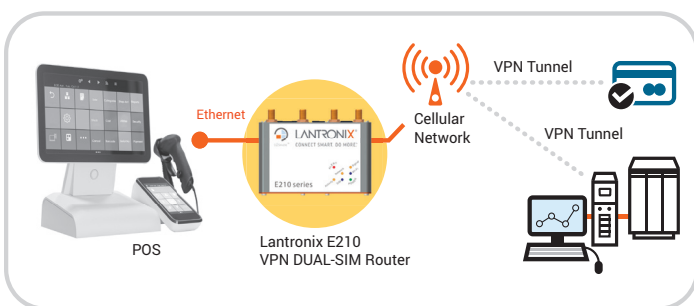 Ethernet
POS
LANTRONIX
CONNECT SMART DO MORE
E210 series
Lantronix E210
VPN DUAL-SIM Router
Cellular
Network
VPN Tunnel
VPN Tunnel